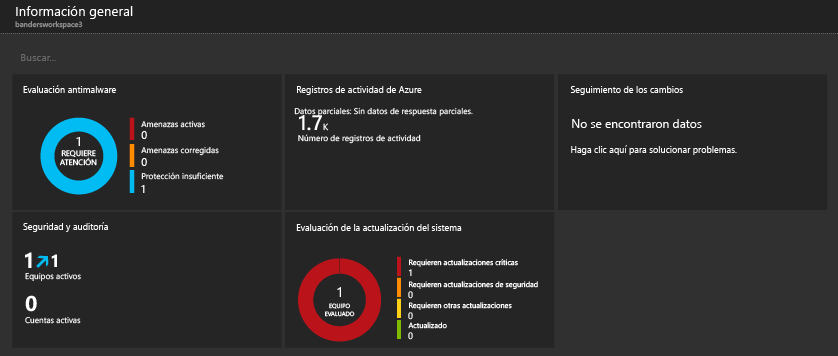 Información general
bandersworkspace3
Buscar...
Evaluación antimalware
1
REQUIERE
ATENCIÓN
Amenazas activas
0
Amenazas corregidas
0
Protección insuficiente
1
Registros de actividad de Azure
Datos parciales: Sin datos de respuesta parciales.
1.7K
Número de registros de actividad
Seguimiento de los cambios
No se encontraron datos
Haga clic aquí para solucionar problemas.
Seguridad y auditoría
1 1
Equipos activos
0
Cuentas activas
Evaluación de la actualización del sistema
1
EQUIPO
EVALUADO
Requieren actualizaciones críticas
1
Requieren actualizaciones de seguridad
0
Requieren otras actualizaciones
0
Actualizado
0